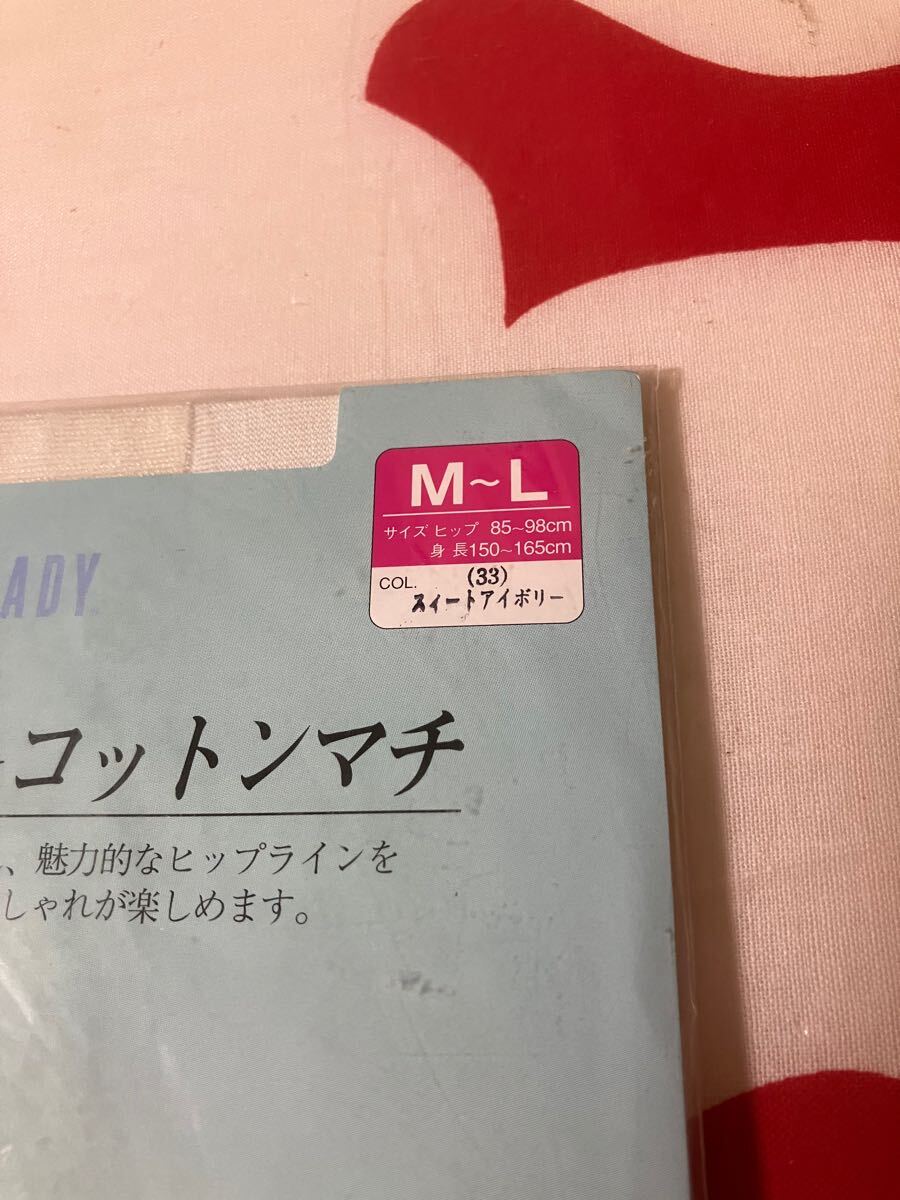 M~L
サイズ ヒップ 85~98cm
身 長150~165cm
COL. (33)
スィートアイボリー
ADY
コットンマチ
、魅力的なヒップラインを
しゃれが楽しめます。